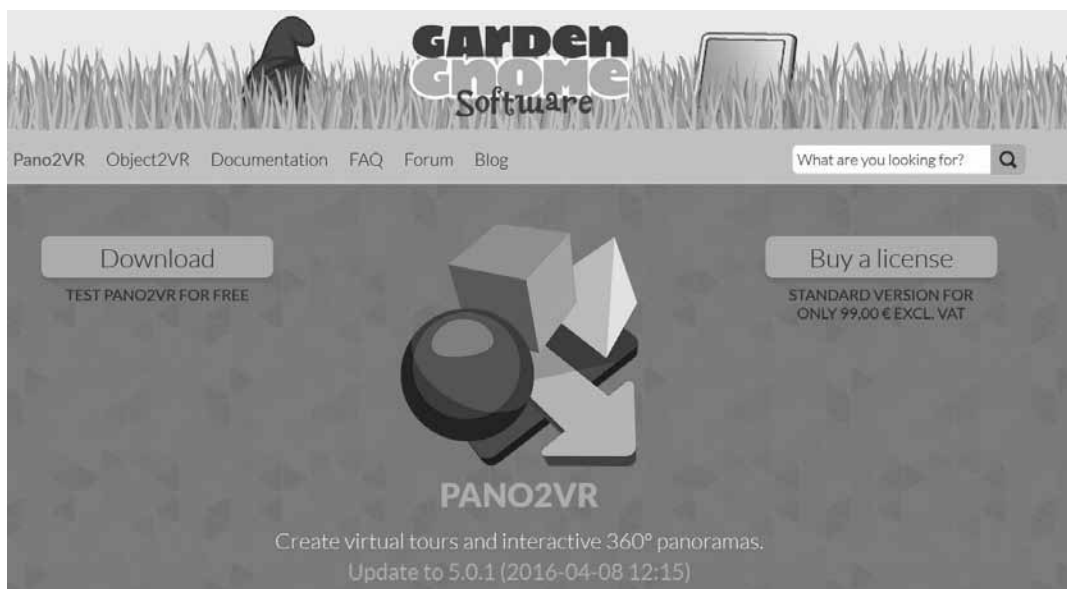 GARDEN
GNOME
Software
Pano2VR Object2VR Documentation FAQ Forum Blog
What are you looking for?
Download
TEST PANO2VR FOR FREE
Buy a license
STANDARD VERSION FOR
ONLY 99,00 € EXCL. VAT
PANO2VR
Create virtual tours and interactive 360° panoramas.
Update to 5.0.1 (2016-04-08 12:15)